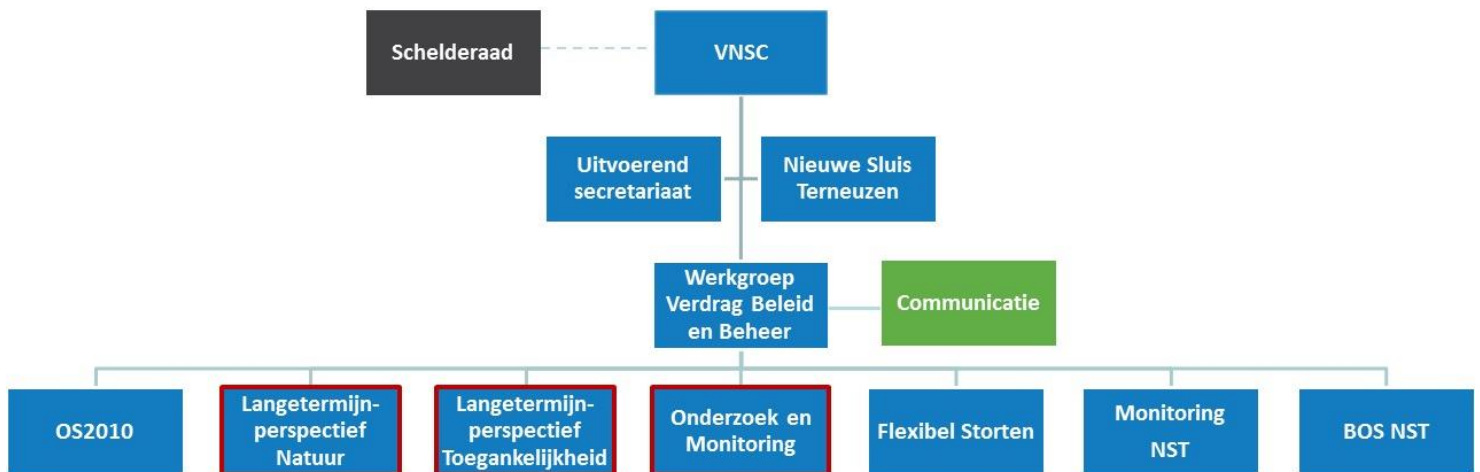 Schelderaad
VNSC
Uitvoerend
secretariaat
Nieuwe Sluis
Terneuzen
Werkgroep
Verdrag Beleid
en Beheer
Communicatie
OS2010
Langetermijn-
perspectief
Natuur
Langetermijn-
perspectief
Toegankelijkheid
Onderzoek en
Monitoring
Flexibel Storten
Monitoring
NST
BOS NST